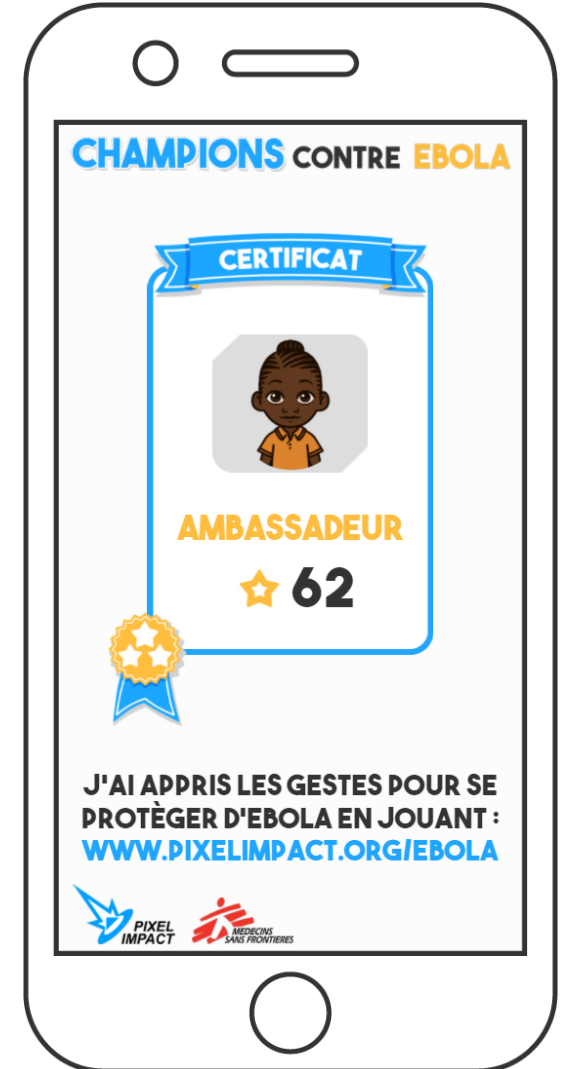 CHAMPIONS CONTRE EBOLA
CERTIFICAT
AMBASSADEUR
62
J'AI APPRIS LES GESTES POUR SE
PROTÈGER D'EBOLA EN JOUANT :
WWW.PIXELIMPACT.ORG/EBOLA
PIXEL
IMPACT
MEDECINS
SANS FRONTIERES